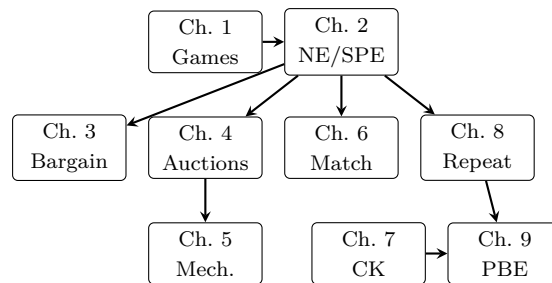 Ch. 1
Games
Ch. 2
NE/SPE
Ch. 3
Bargain
Ch. 4
Auctions
Ch. 6
Match
Ch. 8
Repeat
Ch. 5
Mech.
Ch. 7
CK
Ch. 9
PBE